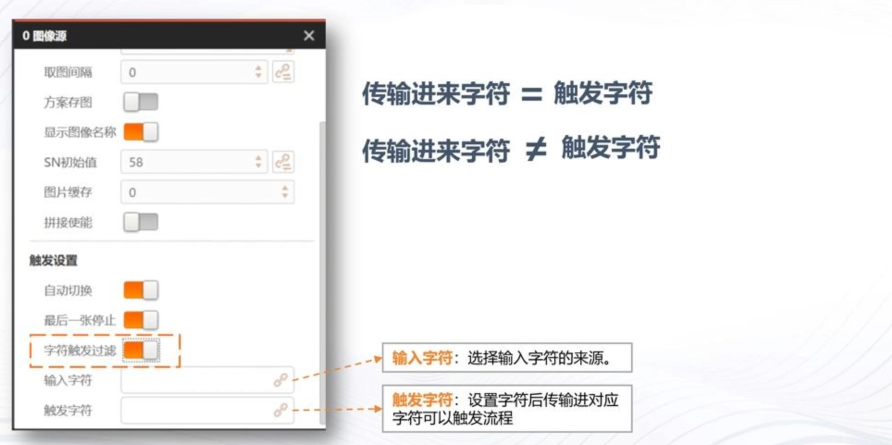 0 图像源
取图间隔 0
方案存图
显示图像名称
SN初始值 58
图片缓存 0
拼接使能
触发设置
自动切换
最后一张停止
字符触发过滤
输入字符
触发字符
传输进来字符 = 触发字符
传输进来字符 ≠ 触发字符
输入字符：选择输入字符的来源。
触发字符：设置字符后传输进对应
字符可以触发流程